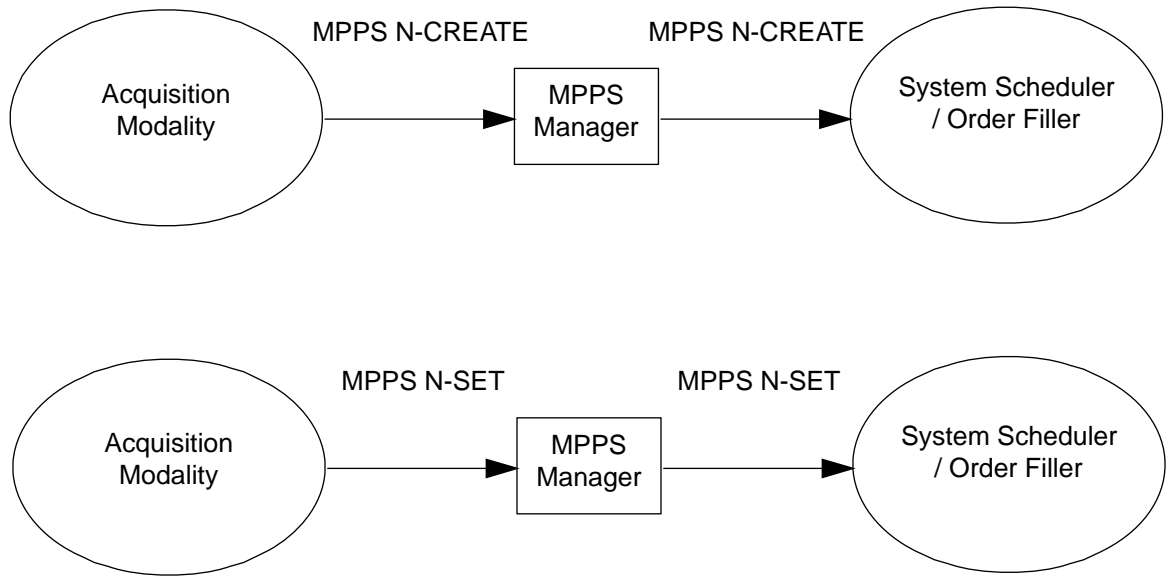 MPPS N-CREATE
MPPS N-CREATE
Acquisition
Modality
MPPS
Manager
System Scheduler
/ Order Filler
MPPS N-SET
MPPS N-SET
Acquisition
Modality
MPPS
Manager
System Scheduler
/ Order Filler